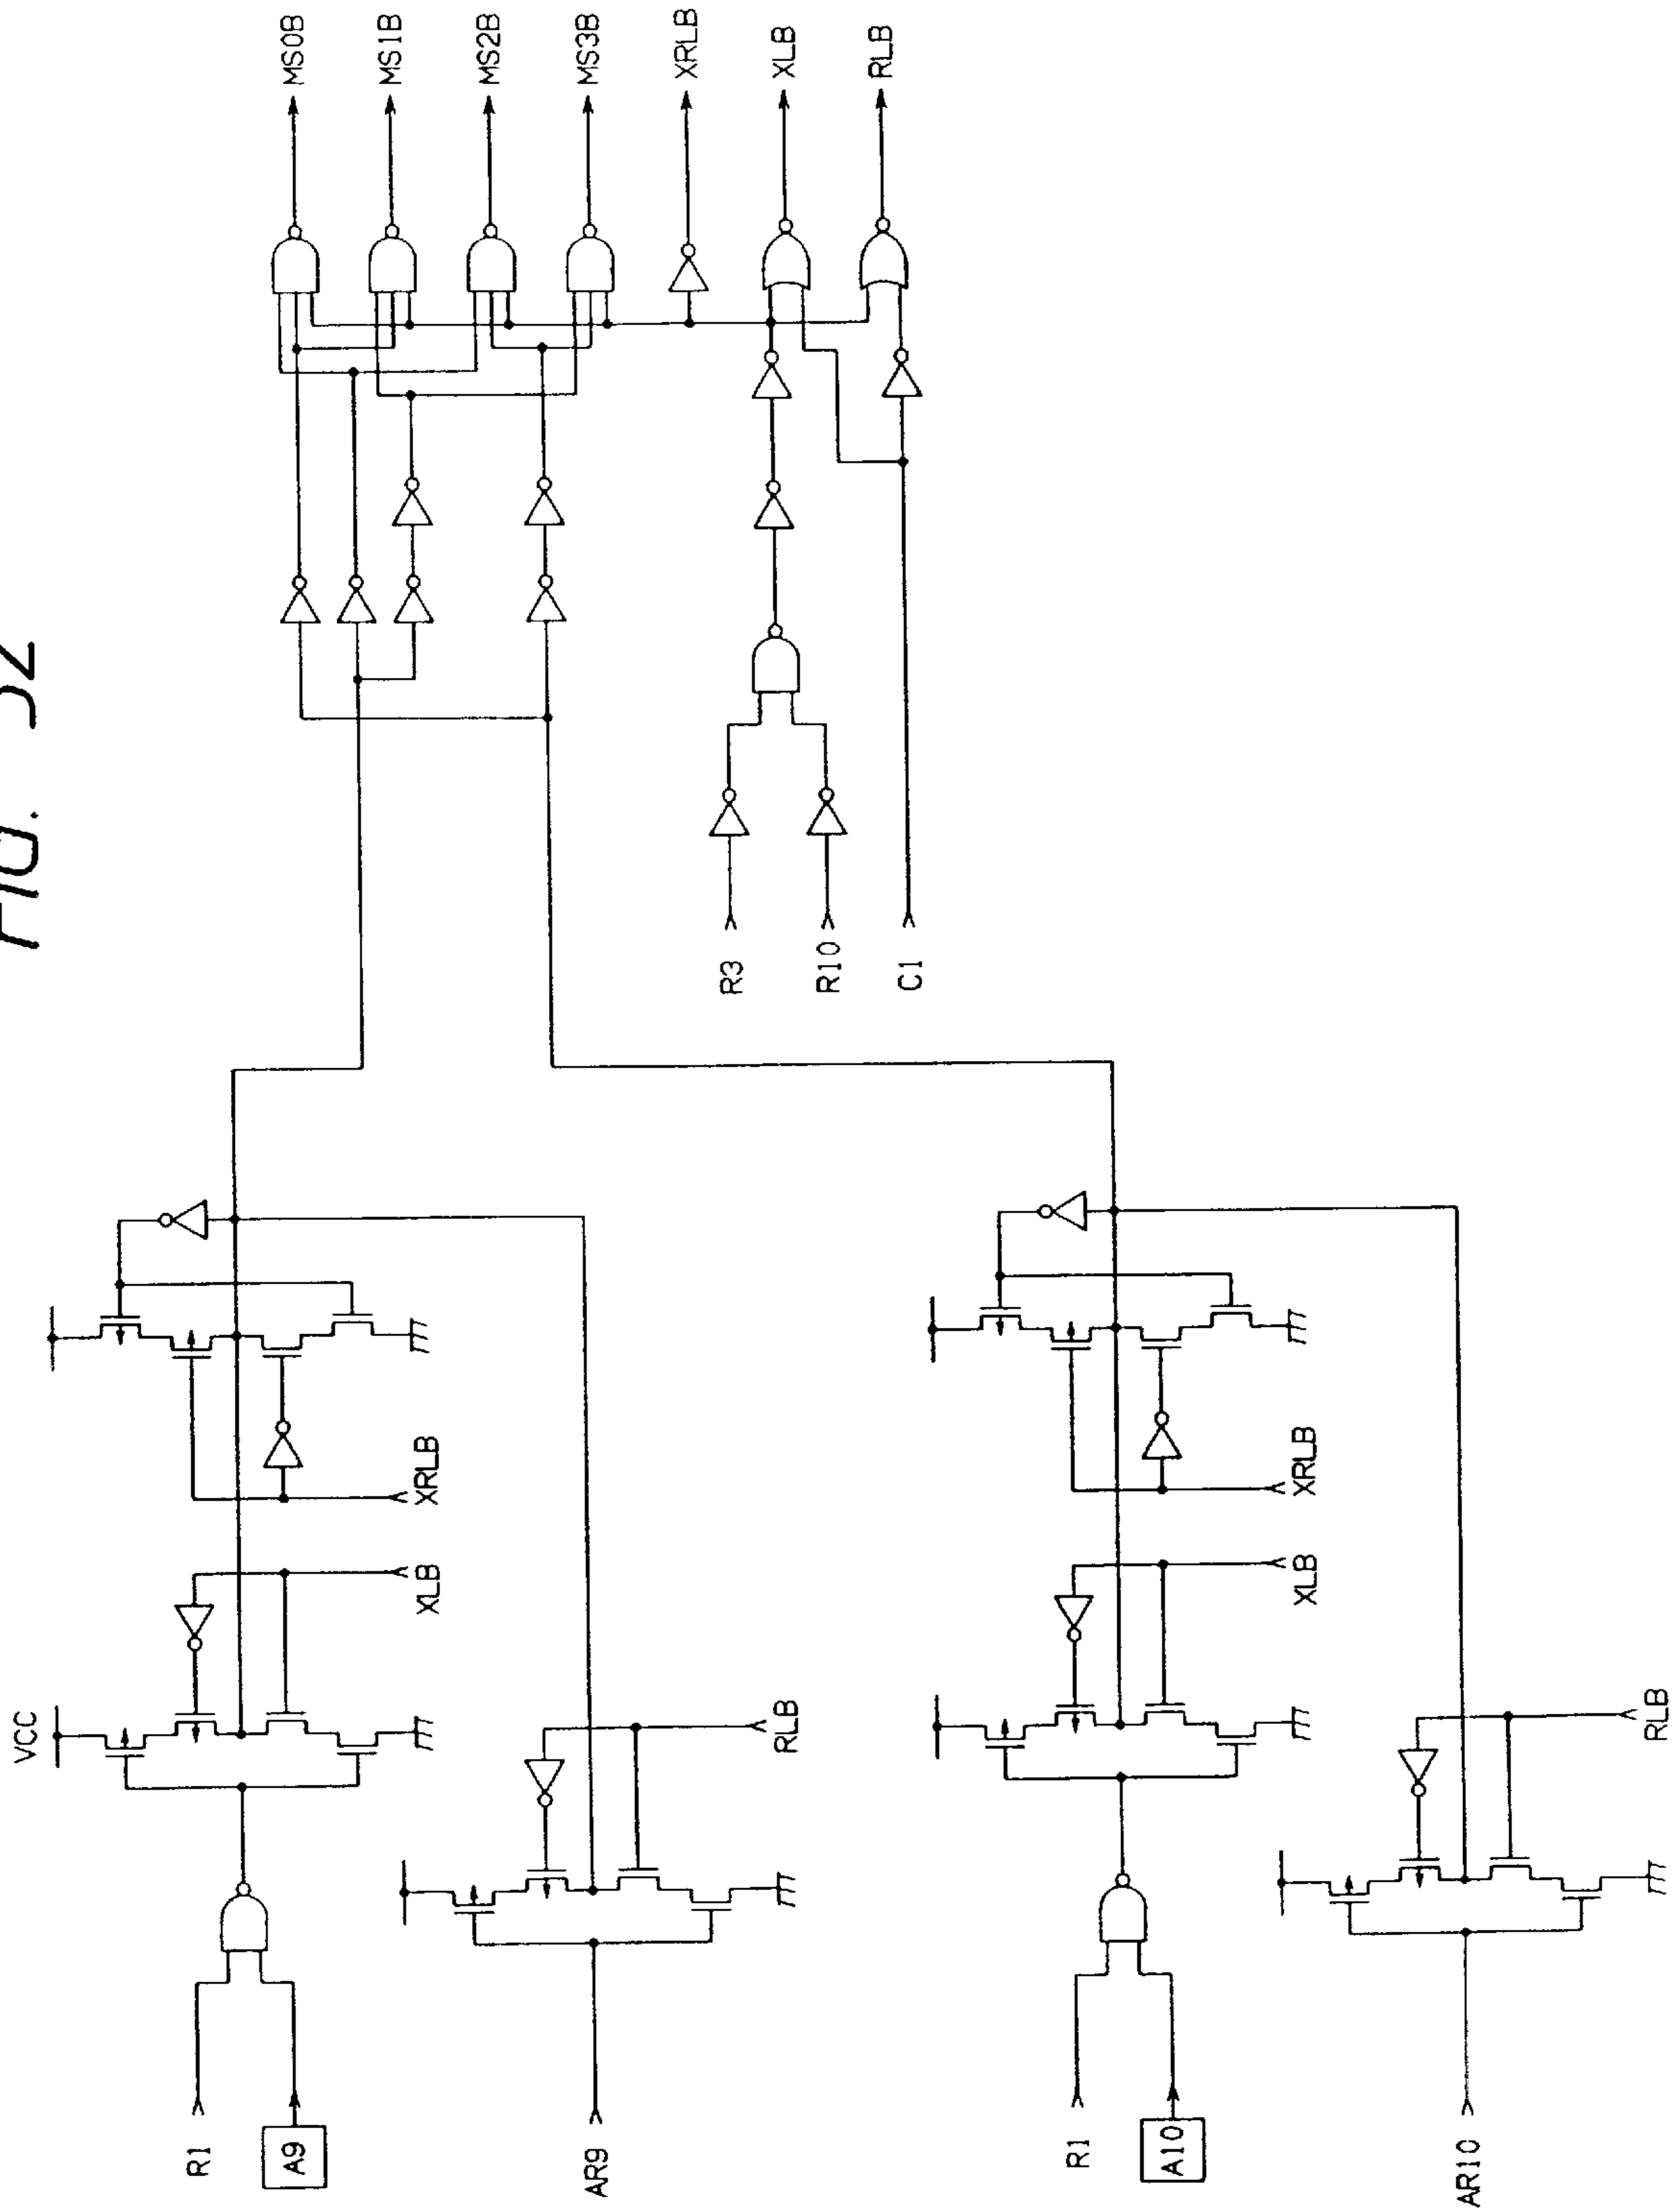 FIG. 32
MS0B
MS1B
MS2B
MS3B
XRLB
XLB
RLB
R3
R10
C1
VCC
XLB
XRLB
R1
A9
AR9
RLB
XLB
XRLB
R1
A10
AR10
RLB